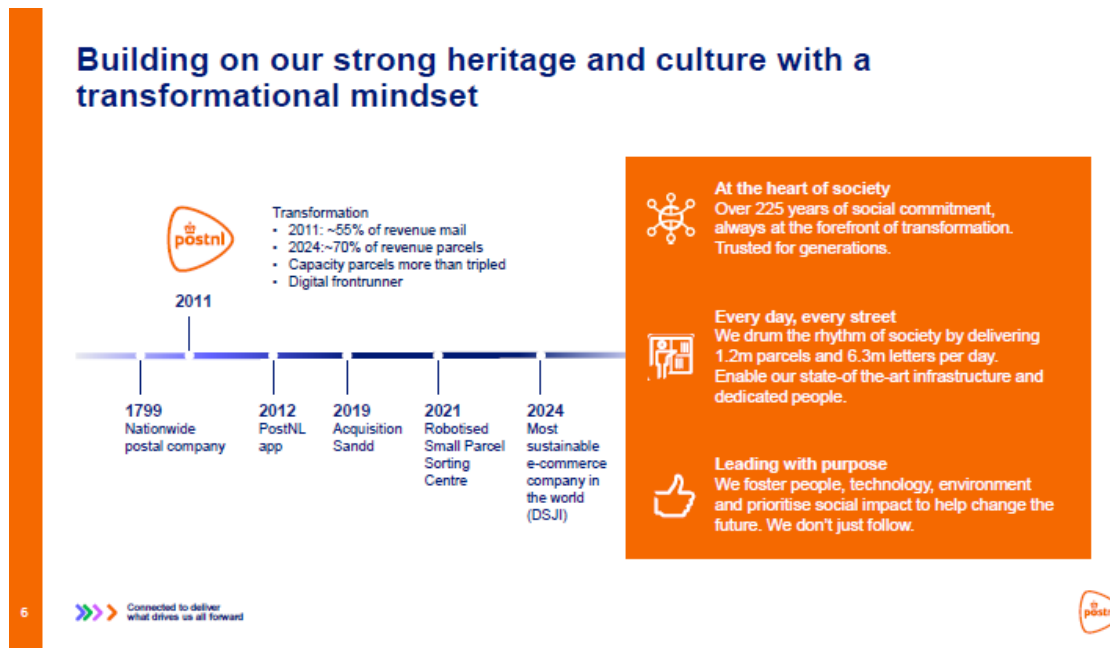 Building on our strong heritage and culture with a
transformational mindset
postnl
2011
Transformation
• 2011: ~55% of revenue mail
• 2024:~70% of revenue parcels
• Capacity parcels more than tripled
• Digital frontrunner
1799
Nationwide
postal company
2012
PostNL
app
2019
Acquisition
Sandd
2021
Robotised
Small Parcel
Sorting
Centre
2024
Most
sustainable
e-commerce
company in
the world
(DSJI)
At the heart of society
Over 225 years of social commitment,
always at the forefront of transformation.
Trusted for generations.
Every day, every street
We drum the rhythm of society by delivering
1.2m parcels and 6.3m letters per day.
Enable our state-of the-art infrastructure and
dedicated people.
Leading with purpose
We foster people, technology, environment
and prioritise social impact to help change the
future. We don't just follow.
6
Connected to deliver
what drives us all forward